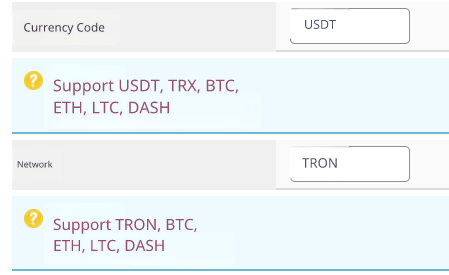 Currency Code
USDT
Support USDT, TRX, BTC,
ETH, LTC, DASH
Network
TRON
Support TRON, BTC,
ETH, LTC, DASH